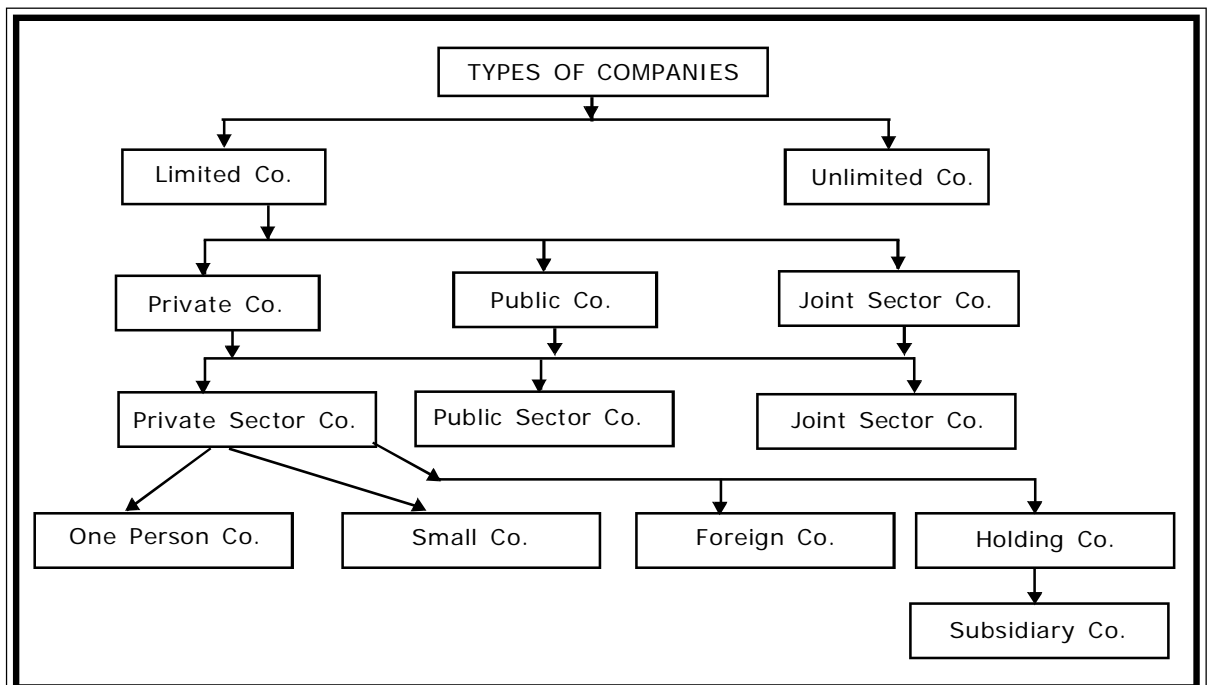 TYPES OF COMPANIES
Limited Co.
Unlimited Co.
Private Co.
Public Co.
Joint Sector Co.
Private Sector Co.
Public Sector Co.
Joint Sector Co.
One Person Co.
Small Co.
Foreign Co.
Holding Co.
Subsidiary Co.